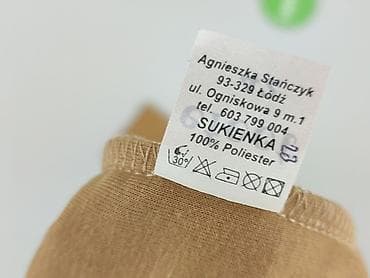 Agnieszka Stańczyk
93-329 Łódź
ul. Ogniskowa 9 m.1
tel. 603 799 004
SUKIENKA
100% Poliester
30°